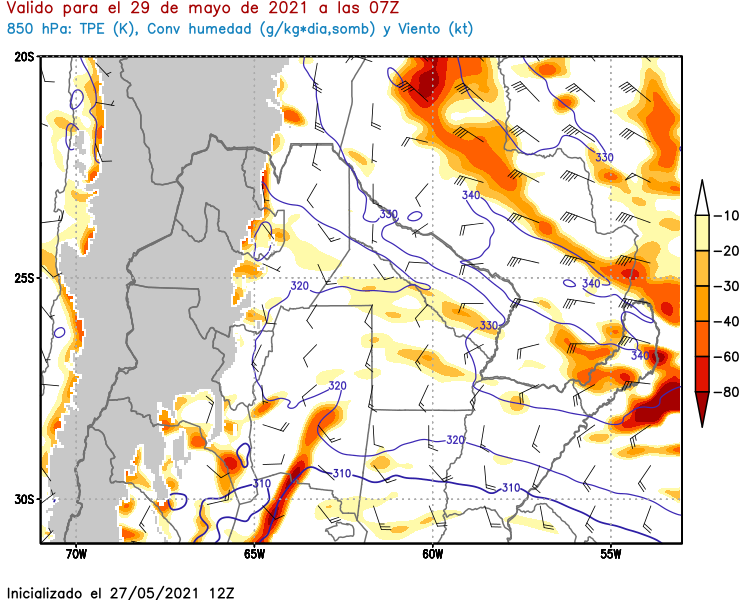 Valido para el 29 de mayo de 2021 a las 07Z
850 hPa: TPE (K), Conv humedad (g/kg*dia,somb) y Viento (kt)
20S
330
340
330
-10
-20
25S
320
340
-30
330
-40
340
-60
320
-80
320
310
310
310
30S
70W 65W 60W 55W
Inicializado el 27/05/2021 12Z